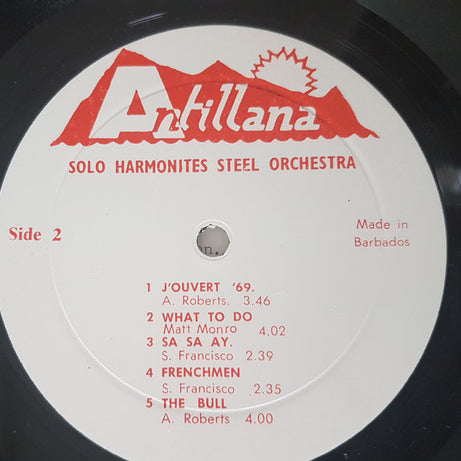 Antillana
SOLO HARMONITES STEEL ORCHESTRA
Side 2
Made in
Barbados
1 J'OUVERT '69.
A. Roberts. 3.46
2 WHAT TO DO
Matt Monro 4.02
3 SA SA AY.
S. Francisco 2.39
4 FRENCHMEN
S. Francisco 2.35
5 THE BULL
A. Roberts 4.00